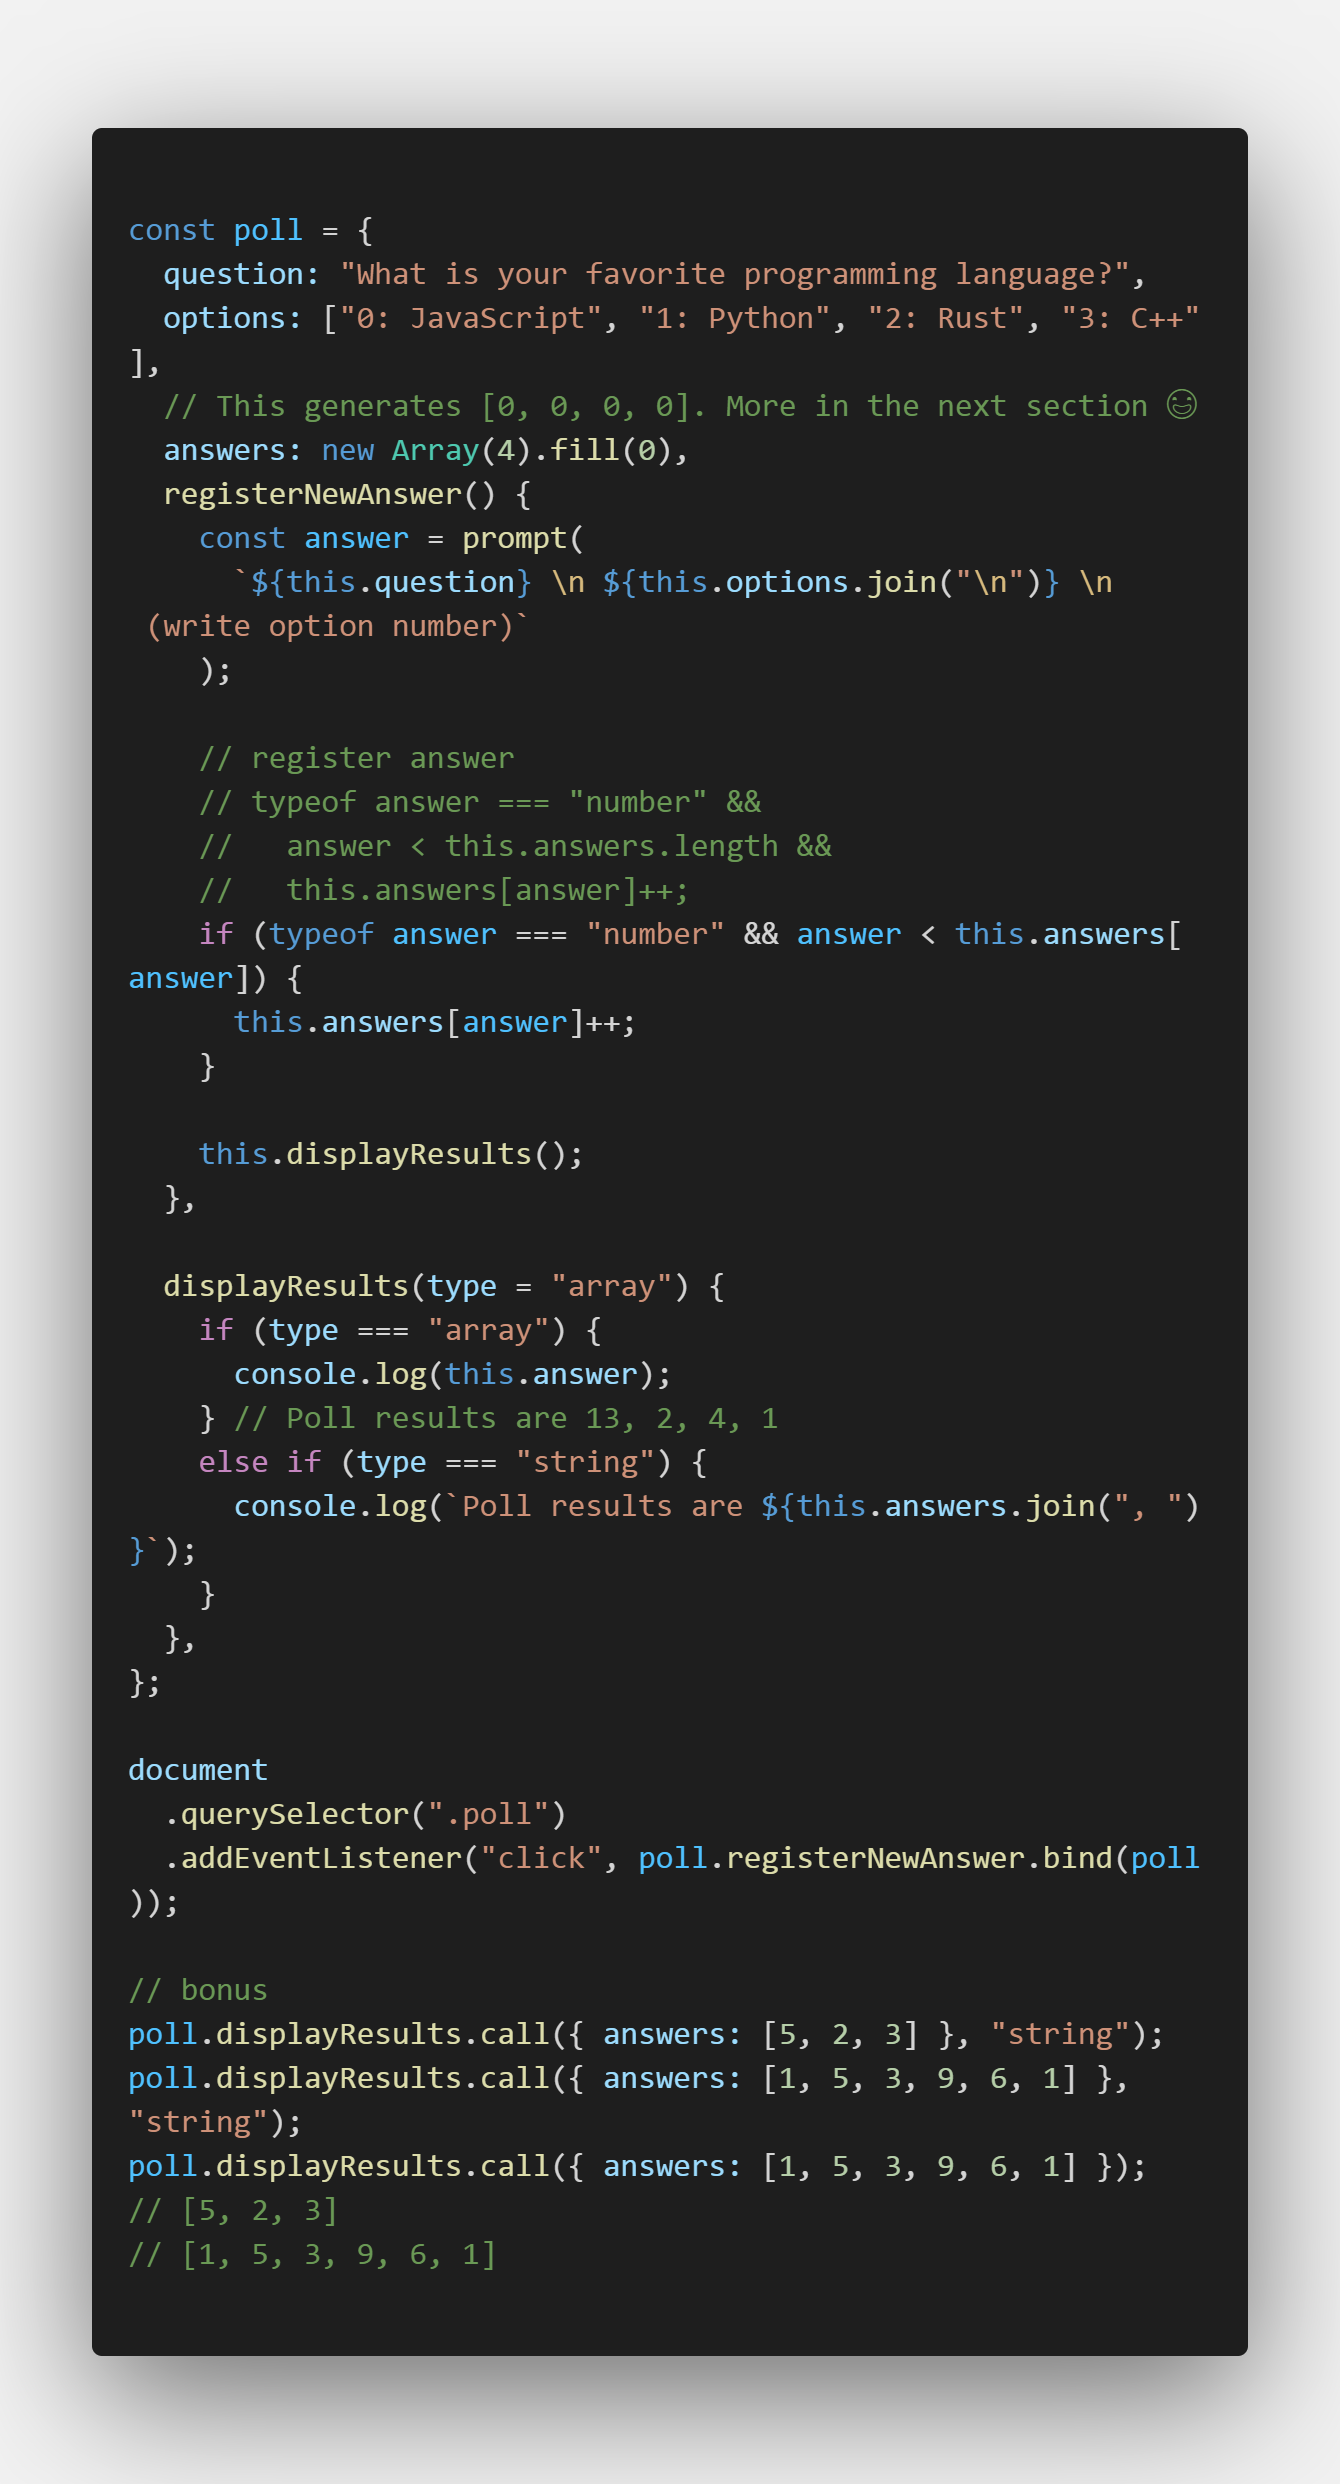 const poll = {
  question: "What is your favorite programming language?",
  options: ["0: JavaScript", "1: Python", "2: Rust", "3: C++"
],
  // This generates [0, 0, 0, 0]. More in the next section 😃
  answers: new Array(4).fill(0),
  registerNewAnswer() {
    const answer = prompt(
      `${this.question} \n ${this.options.join("\n")} \n
 (write option number)`
    );

    // register answer
    // typeof answer === "number" &&
    //   answer < this.answers.length &&
    //   this.answers[answer]++;
    if (typeof answer === "number" && answer < this.answers[
answer]) {
      this.answers[answer]++;
    }

    this.displayResults();
  },

  displayResults(type = "array") {
    if (type === "array") {
      console.log(this.answer);
    } // Poll results are 13, 2, 4, 1
    else if (type === "string") {
      console.log(`Poll results are ${this.answers.join(", ")
}`);
    }
  },
};

document
  .querySelector(".poll")
  .addEventListener("click", poll.registerNewAnswer.bind(poll
));

// bonus
poll.displayResults.call({ answers: [5, 2, 3] }, "string");
poll.displayResults.call({ answers: [1, 5, 3, 9, 6, 1] },
"string");
poll.displayResults.call({ answers: [1, 5, 3, 9, 6, 1] });
// [5, 2, 3]
// [1, 5, 3, 9, 6, 1]